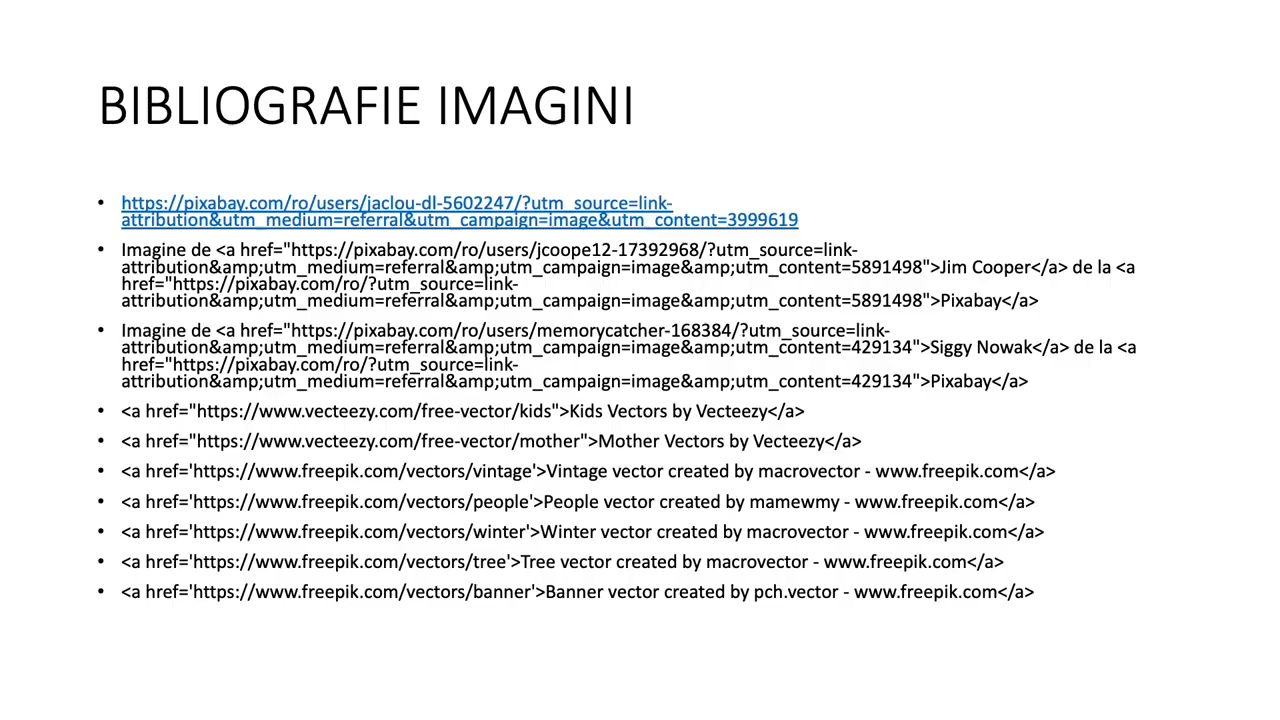 BIBLIOGRAFIE IMAGINI
• https://pixabay.com/ro/users/jaclou-dl-5602247/?utm_source=link-
attribution&utm_medium=referral&utm_campaign=image&utm_content=3999619
• Imagine de <a href="https://pixabay.com/ro/users/jcoope12-17392968/?utm_source=link-
attribution&amp;utm_medium=referral&amp;utm_campaign=image&amp;utm_content=5891498">Jim Cooper</a> de la <a
href="https://pixabay.com/ro/?utm_source=link-
attribution&amp;utm_medium=referral&amp;utm_campaign=image&amp;utm_content=5891498">Pixabay</a>
• Imagine de <a href="https://pixabay.com/ro/users/memorycatcher-168384/?utm_source=link-
attribution&amp;utm_medium=referral&amp;utm_campaign=image&amp;utm_content=429134">Siggy Nowak</a> de la <a
href="https://pixabay.com/ro/?utm_source=link-
attribution&amp;utm_medium=referral&amp;utm_campaign=image&amp;utm_content=429134">Pixabay</a>
• <a href="https://www.vecteezy.com/free-vector/kids">Kids Vectors by Vecteezy</a>
• <a href="https://www.vecteezy.com/free-vector/mother">Mother Vectors by Vecteezy</a>
• <a href='https://www.freepik.com/vectors/vintage'>Vintage vector created by macrovector - www.freepik.com</a>
• <a href='https://www.freepik.com/vectors/people'>People vector created by mamewmy - www.freepik.com</a>
• <a href='https://www.freepik.com/vectors/winter'>Winter vector created by macrovector - www.freepik.com</a>
• <a href='https://www.freepik.com/vectors/tree'>Tree vector created by macrovector - www.freepik.com</a>
• <a href='https://www.freepik.com/vectors/banner'>Banner vector created by pch.vector - www.freepik.com</a>